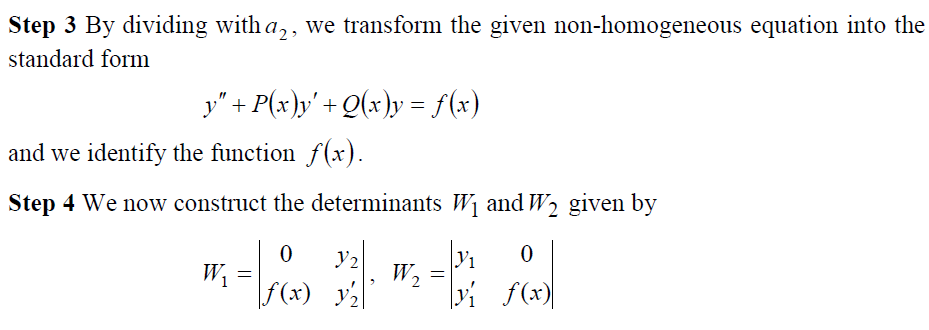 Step 3 By dividing with a₂, we transform the given non-homogeneous equation into the
standard form
y″ + P(x)y′ + Q(x)y = f(x)
and we identify the function f(x).
Step 4 We now construct the determinants W₁ and W₂ given by
W₁ = |0 y₂; f(x) y₂′|, W₂ = |y₁ 0; y₁′ f(x)|